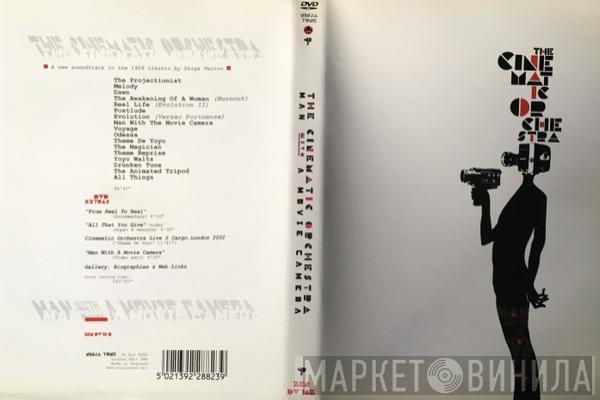 THE CINEMATIC ORCHESTRA
A new soundtrack to the 1929 classic by Dziga Vertov
The Projectionist
Melody
Dawn
The Awakening Of A Woman (Burnout)
Reel Life (Evolution II)
Postlude
Evolution (Versao Portuense)
Man With The Movie Camera
Voyage
Odessa
Theme De Yoyo
The Magician
Theme Reprise
Yoyo Waltz
Drunken Tune
The Animated Tripod
All Things
DVD
EXTRAS
"From Reel To Real"
"All That You Give" video
Cinematic Orchestra Live @ Cargo, London 2002
"Man With A Movie Camera"
Gallery, Biographies & Web Links
MAN WITH A MOVIE CAMERA
Made in England
5 021392 288239
DVD
THE CINEMATIC ORCHESTRA
MAN WITH A MOVIE CAMERA
THE
CINE
MAT
IC
OR
CHE
STRA
МАРКЕТ ВИНИЛА